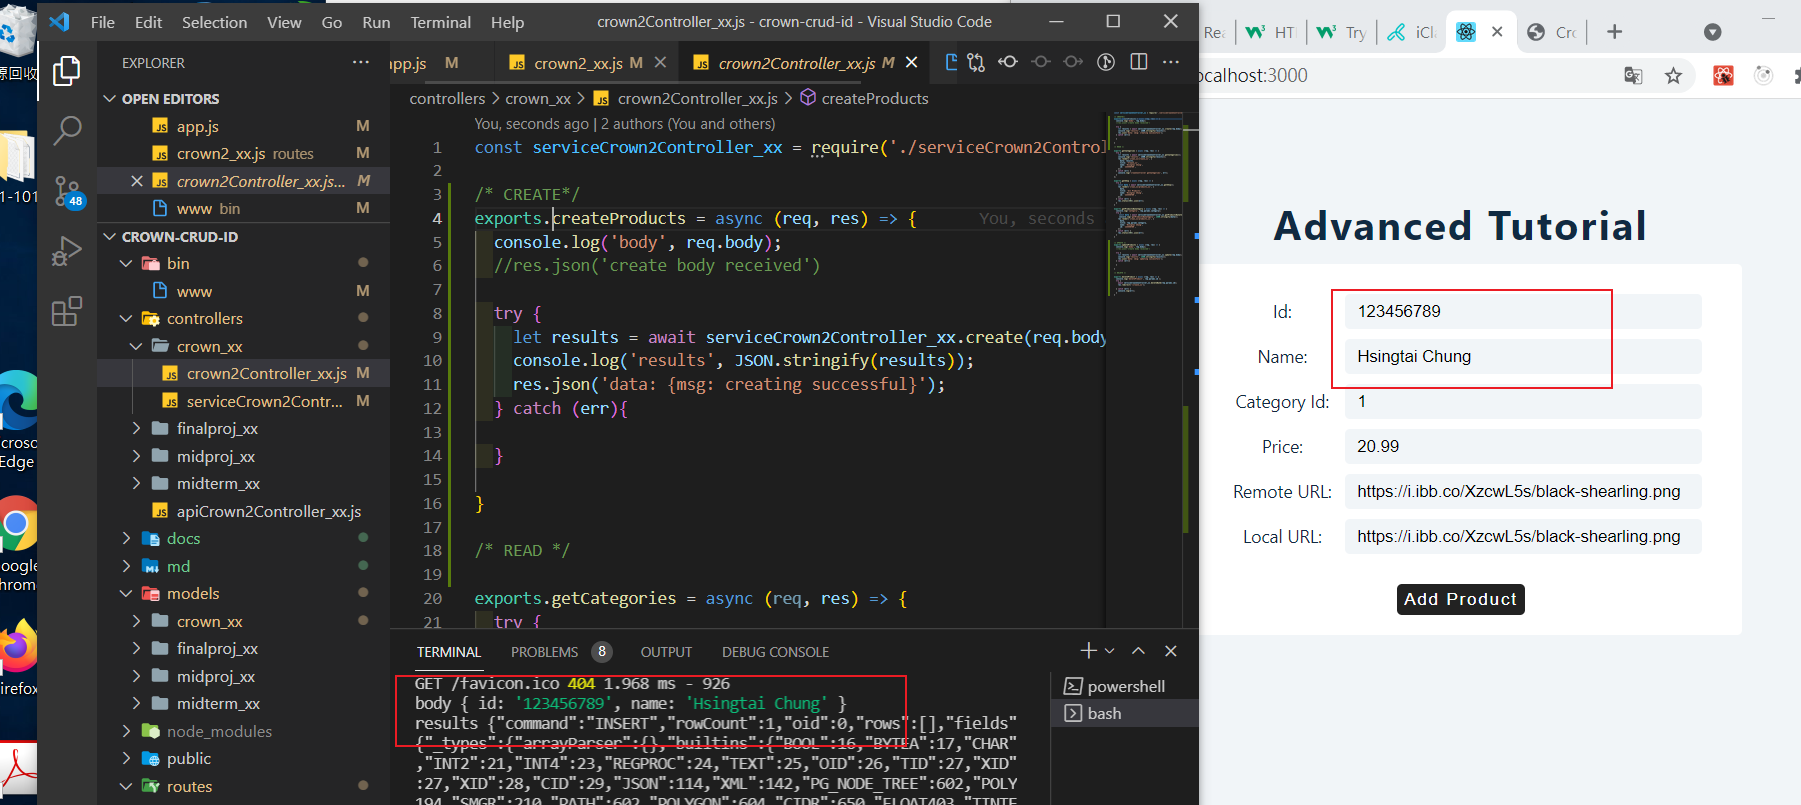 File Edit Selection View Go Run Terminal Help
crown2Controller_xx.js - crown-crud-id - Visual Studio Code
源回收
1-101
Edge
EXPLORER
OPEN EDITORS
app.js M
crown2_xx.js routes M
crown2Controller_xx.js... M
www bin M
48
CROWN-CRUD-ID
bin
www M
controllers
crown_xx
crown2Controller_xx.js M
serviceCrown2Contr... M
finalproj_xx
midproj_xx
midterm_xx
apiCrown2Controller_xx.js
docs
md
models
crown_xx
finalproj_xx
midproj_xx
midterm_xx
node_modules
public
routes
app.js M
crown2_xx.js M
crown2Controller_xx.js M
controllers > crown_xx > crown2Controller_xx.js > createProducts
You, seconds ago | 2 authors (You and others)
1 const serviceCrown2Controller_xx = require('./serviceCrown2Control
2
3 /* CREATE*/
4 exports.createProducts = async (req, res) => { You, seconds
5 console.log('body', req.body);
6 //res.json('create body received')
7
8 try {
9 let results = await serviceCrown2Controller_xx.create(req.body
10 console.log('results', JSON.stringify(results));
11 res.json('data: {msg: creating successful}');
12 } catch (err){
13
14 }
15
16 }
17
18 /* READ */
19
20 exports.getCategories = async (req, res) => {
21 try {
TERMINAL PROBLEMS 8 OUTPUT DEBUG CONSOLE
GET /favicon.ico 404 1.968 ms - 926
body { id: '123456789', name: 'Hsingtai Chung' }
results {"command":"INSERT","rowCount":1,"oid":0,"rows":[],"fields"
{"_types":{"arrayParser":{},"builtins":{"BOOL":16,"BYTEA":17,"CHAR"
,"INT2":21,"INT4":23,"REGPROC":24,"TEXT":25,"OID":26,"TID":27,"XID"
:27,"XID":28,"CID":29,"JSON":114,"XML":142,"PG_NODE_TREE":602,"POLY
powershell
bash
HT
Try
iCl
Cr
ocalhost:3000
Advanced Tutorial
Id: 123456789
Name: Hsingtai Chung
Category Id: 1
Price: 20.99
Remote URL: https://i.ibb.co/XzcwL5s/black-shearling.png
Local URL: https://i.ibb.co/XzcwL5s/black-shearling.png
Add Product